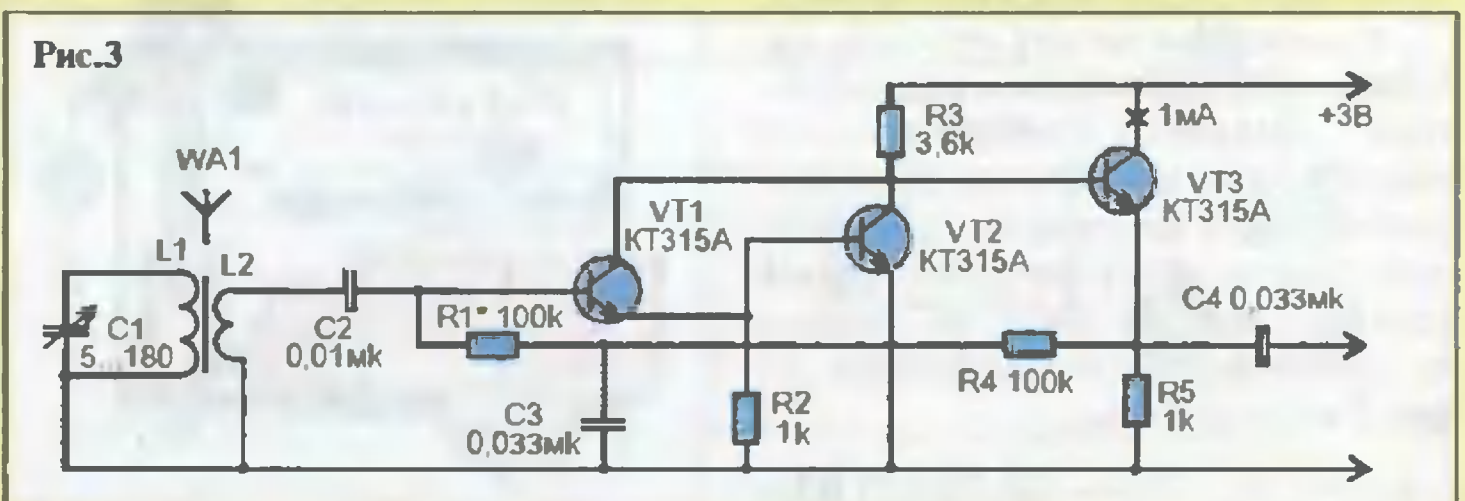 Рис.3
WA1
L1
L2
C1
5...180
C2
0,01мк
R1* 100k
C3
0,033мк
VT1
КТ315А
R2
1k
R3
3,6k
VT2
КТ315А
R4 100k
1мА
+3В
VT3
КТ315А
C4 0,033мк
R5
1k